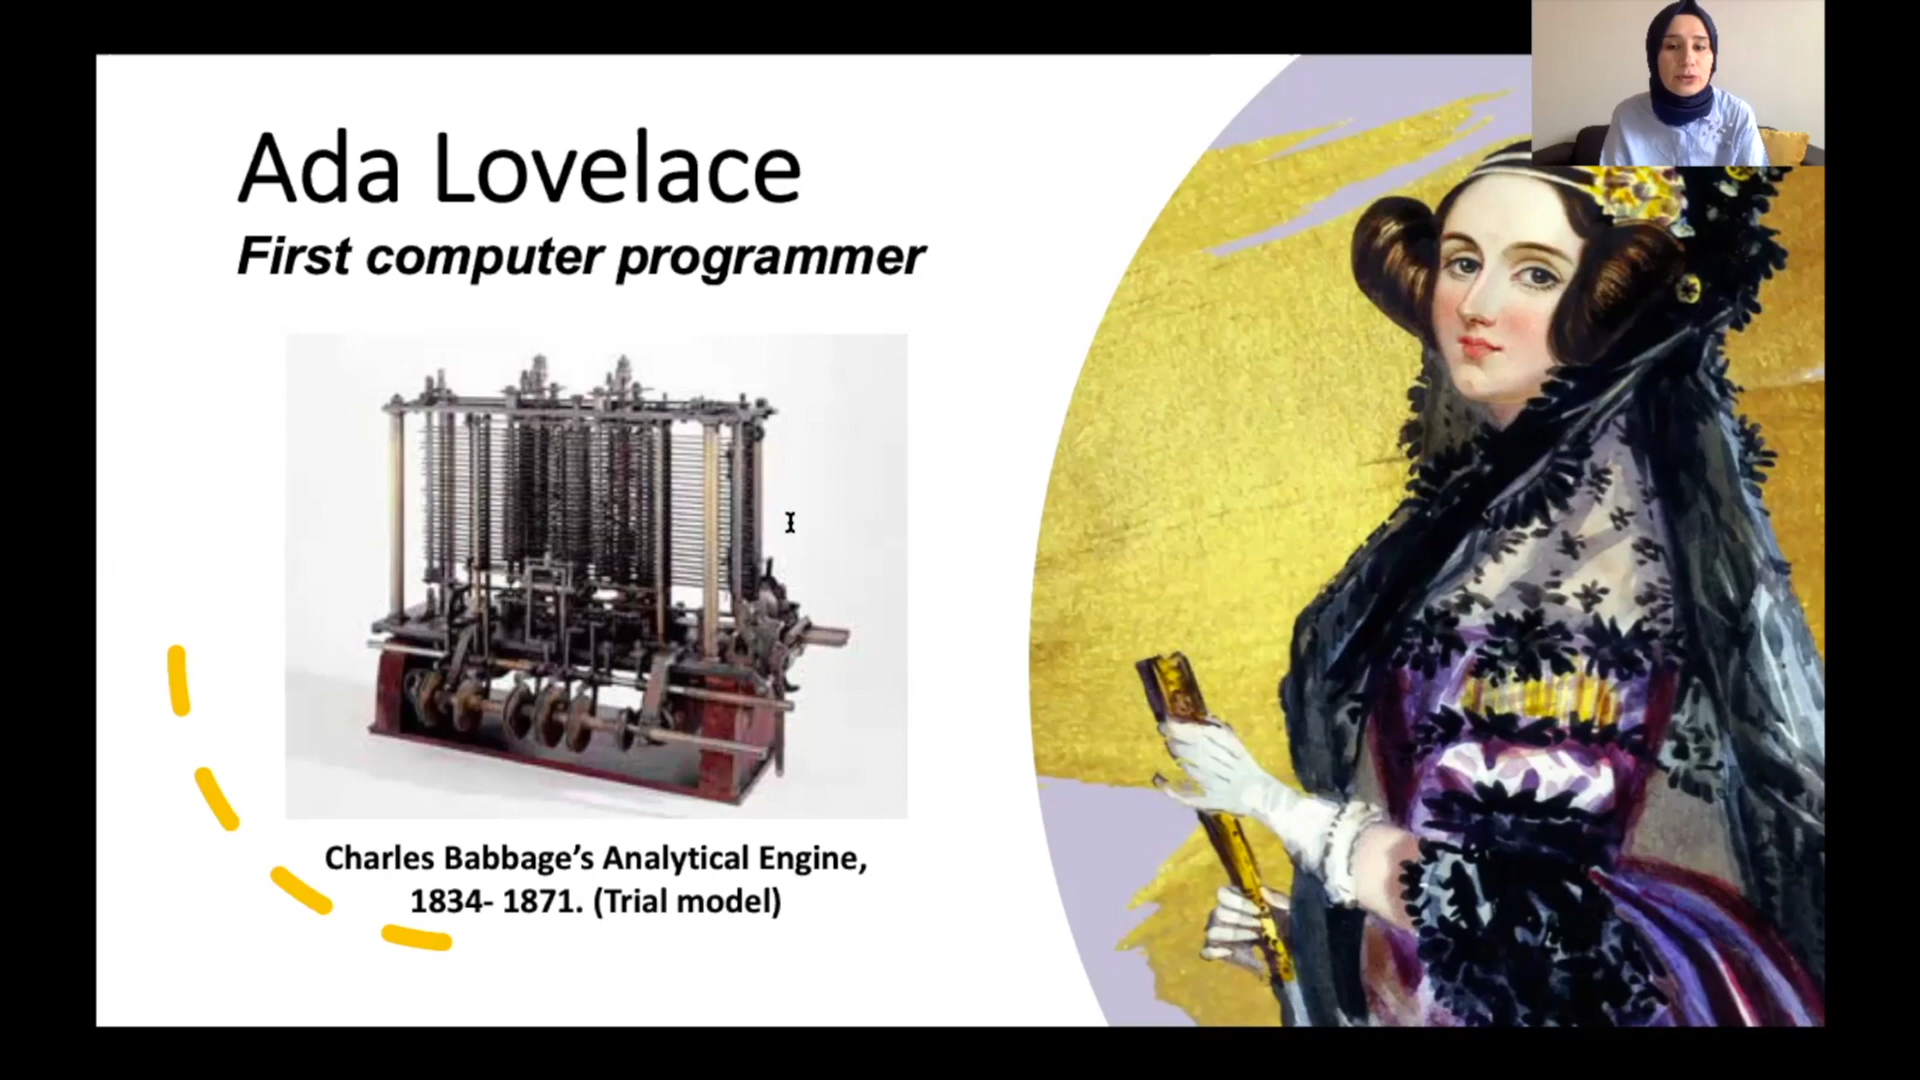 Ada Lovelace
First computer programmer
Charles Babbage’s Analytical Engine,
1834- 1871. (Trial model)